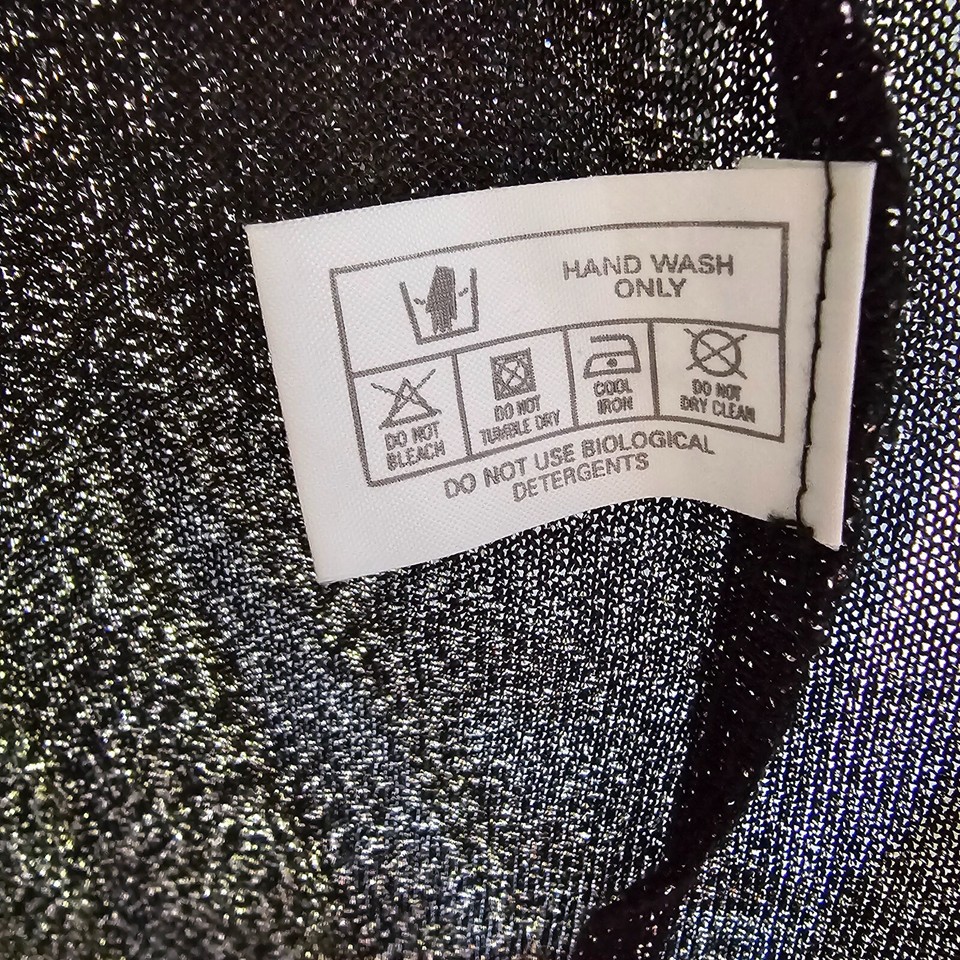 HAND WASH
ONLY
DO NOT
BLEACH
DO NOT
TUMBLE DRY
COOL
IRON
DO NOT
DRY CLEAN
DO NOT USE BIOLOGICAL
DETERGENTS